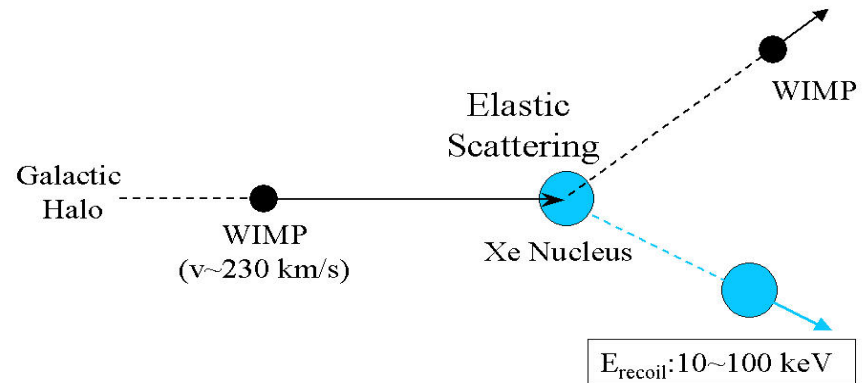 WIMP
Elastic
Scattering
Galactic
Halo
WIMP
(v~230 km/s)
Xe Nucleus
E_recoil:10~100 keV